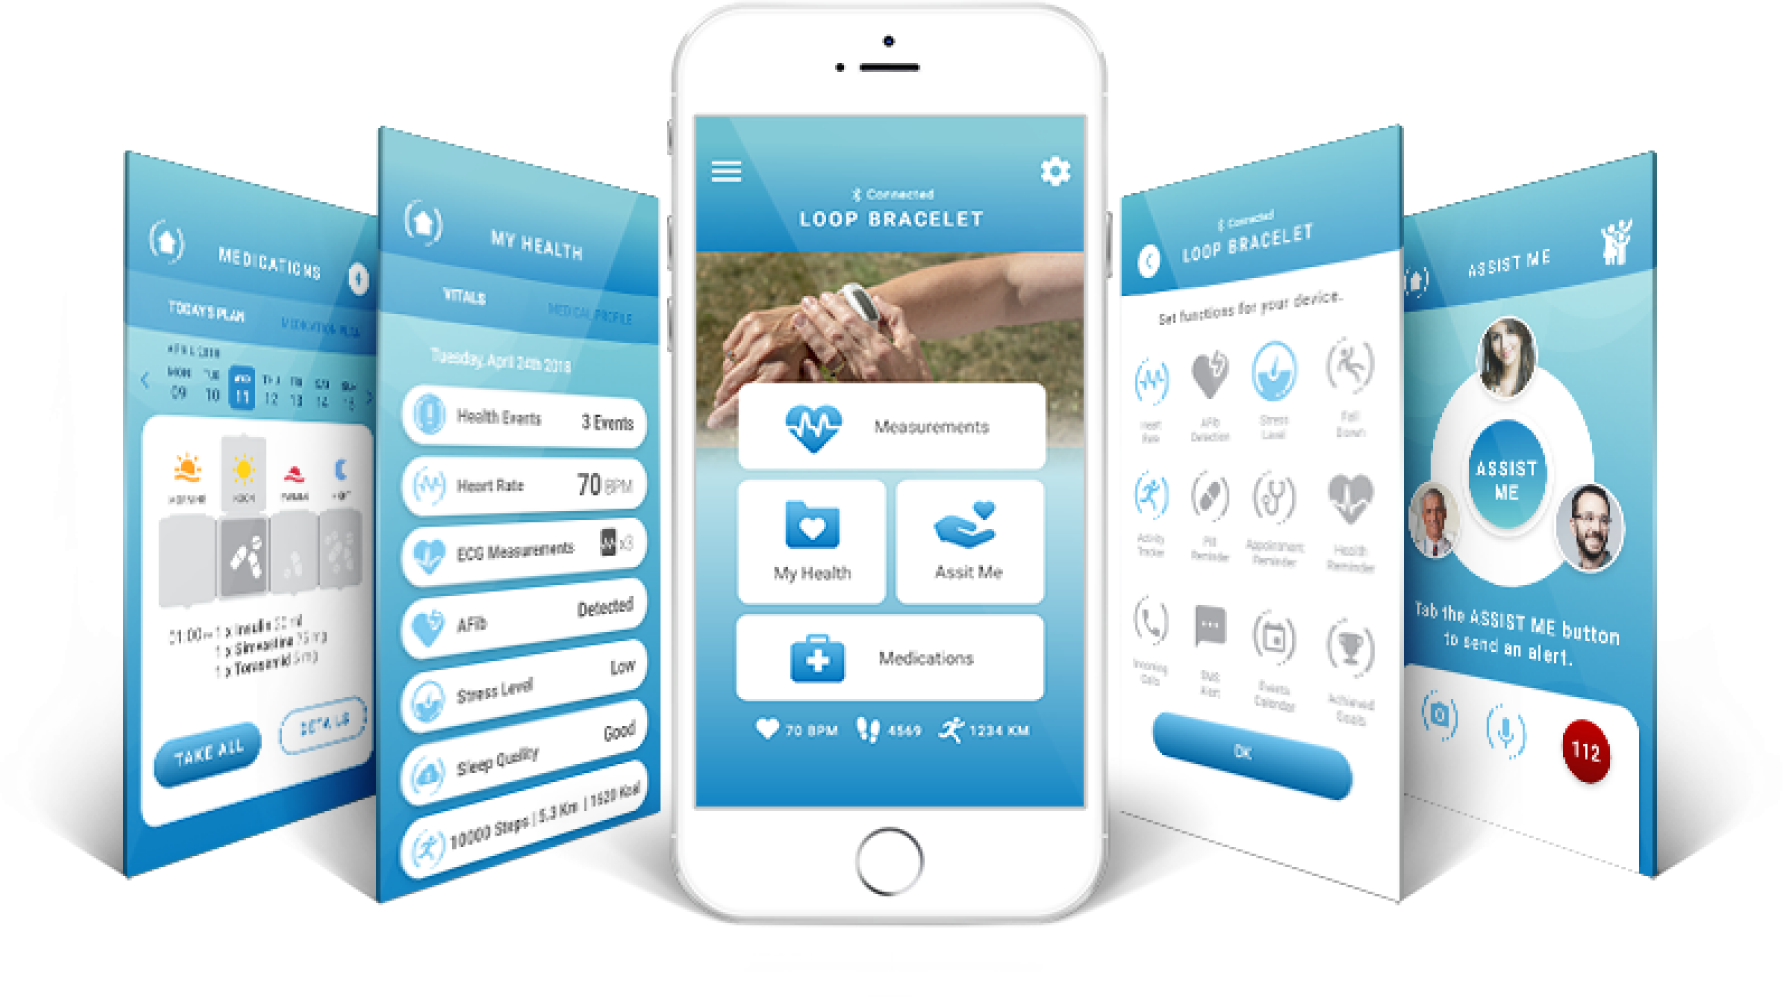 MEDICATIONS
TODAY'S PLAN
MEDICATION PLAN
APRIL 2018
MON TUE WED THU FRI SAT SUN
09 10 11 12 13 14 15
MORNING NOON EVENING NIGHT
01:00 – 1 x Insulin
1 x Simvastina
1 x Torasemid 5 mg
TAKE ALL
DETAILS
MY HEALTH
VITALS
MEDICAL PROFILE
Tuesday, April 24th 2018
Health Events 3 Events
Heart Rate 70 BPM
ECG Measurements x3
AFib Detected
Stress Level Low
Sleep Quality Good
10000 Steps | 5.3 Km | 1620 Kcal
Connected
LOOP BRACELET
Measurements
My Health
Assit Me
Medications
70 BPM 4569 1234 KM
Connected
LOOP BRACELET
Set functions for your device.
Heart Rate
AFib Detection
Stress Level
Fall Down
Activity Tracker
Pill Reminder
Appointment Reminder
Health Reminder
Incoming Calls
SMS Alert
Events Calendar
Achieved Goals
OK
ASSIST ME
ASSIST
ME
Tab the ASSIST ME button
to send an alert.
112